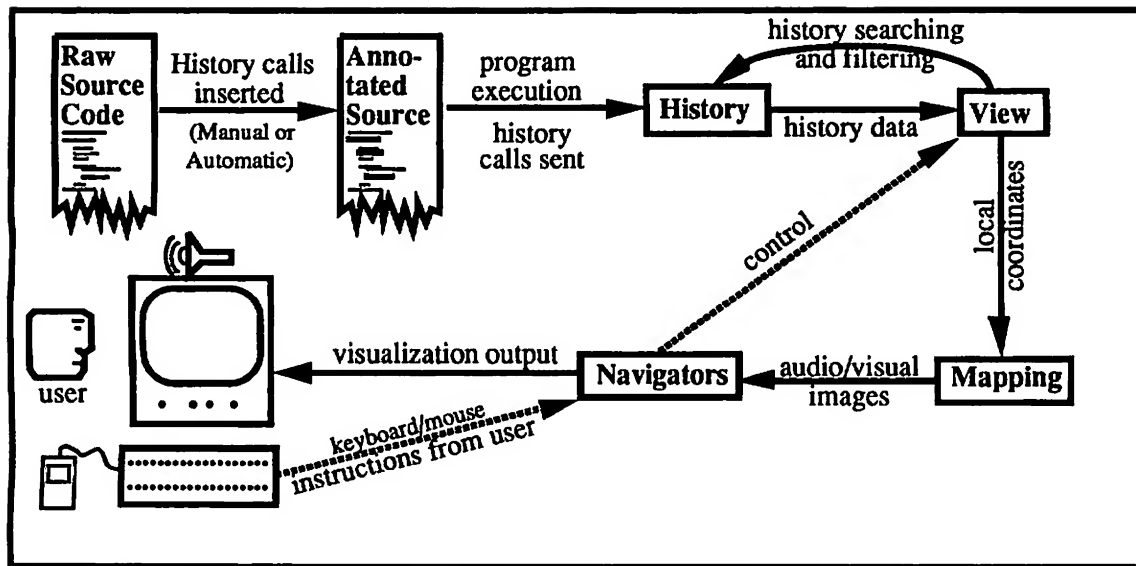 Raw
Source
Code
History calls
inserted
(Manual or
Automatic)
Anno-
tated
Source
program
execution
history
calls sent
History
history searching
and filtering
history data
View
local
coordinates
control
Mapping
audio/visual
images
Navigators
visualization output
user
keyboard/mouse
instructions from user